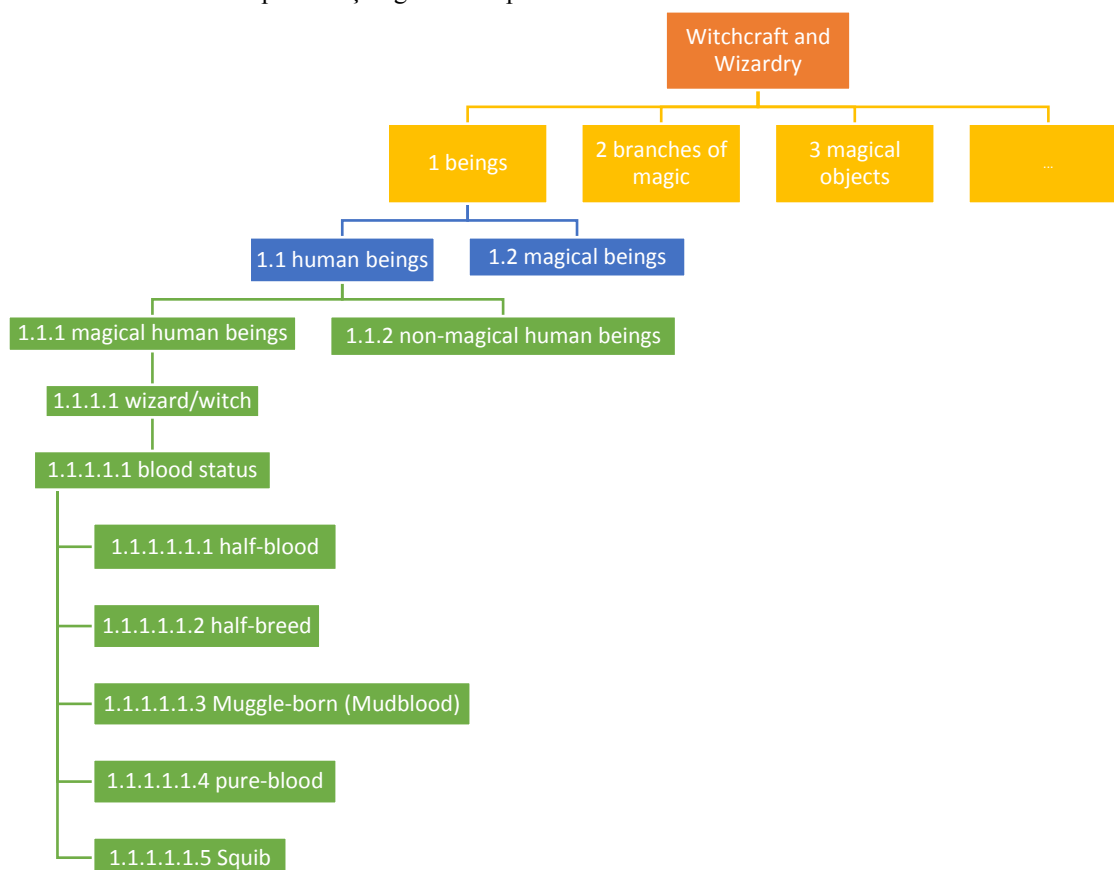 Witchcraft and
Wizardry
1 beings
2 branches of
magic
3 magical
objects
...
1.1 human beings
1.2 magical beings
1.1.1 magical human beings
1.1.2 non-magical human beings
1.1.1.1 wizard/witch
1.1.1.1.1 blood status
1.1.1.1.1.1 half-blood
1.1.1.1.1.2 half-breed
1.1.1.1.1.3 Muggle-born (Mudblood)
1.1.1.1.1.4 pure-blood
1.1.1.1.1.5 Squib